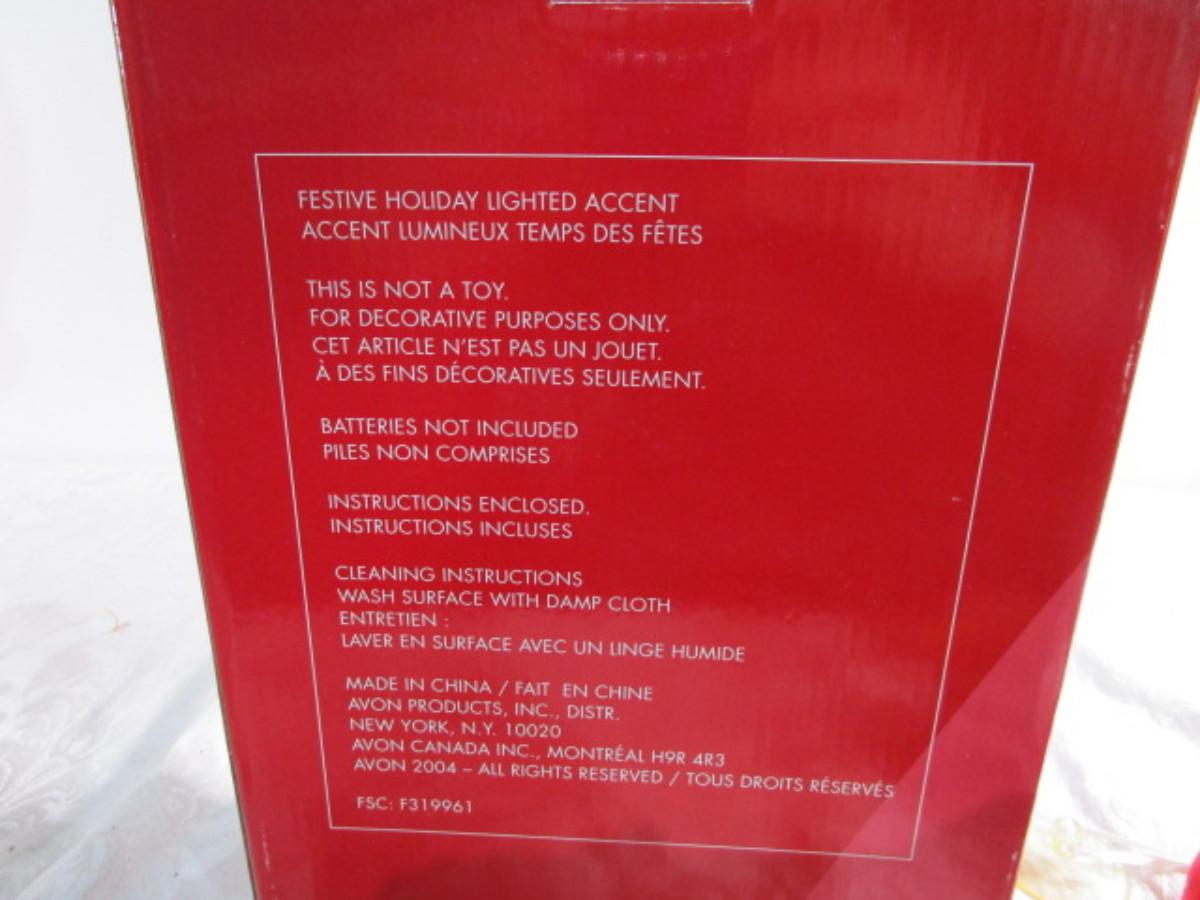 FESTIVE HOLIDAY LIGHTED ACCENT
ACCENT LUMINEUX TEMPS DES FÊTES
THIS IS NOT A TOY.
FOR DECORATIVE PURPOSES ONLY.
CET ARTICLE N'EST PAS UN JOUET.
À DES FINS DÉCORATIVES SEULEMENT.
BATTERIES NOT INCLUDED
PILES NON COMPRISES
INSTRUCTIONS ENCLOSED.
INSTRUCTIONS INCLUSES
CLEANING INSTRUCTIONS
WASH SURFACE WITH DAMP CLOTH
ENTRETIEN :
LAVER EN SURFACE AVEC UN LINGE HUMIDE
MADE IN CHINA / FAIT EN CHINE
AVON PRODUCTS, INC., DISTR.
NEW YORK, N.Y. 10020
AVON CANADA INC., MONTRÉAL H9R 4R3
AVON 2004 – ALL RIGHTS RESERVED / TOUS DROITS RÉSERVÉS
FSC: F319961